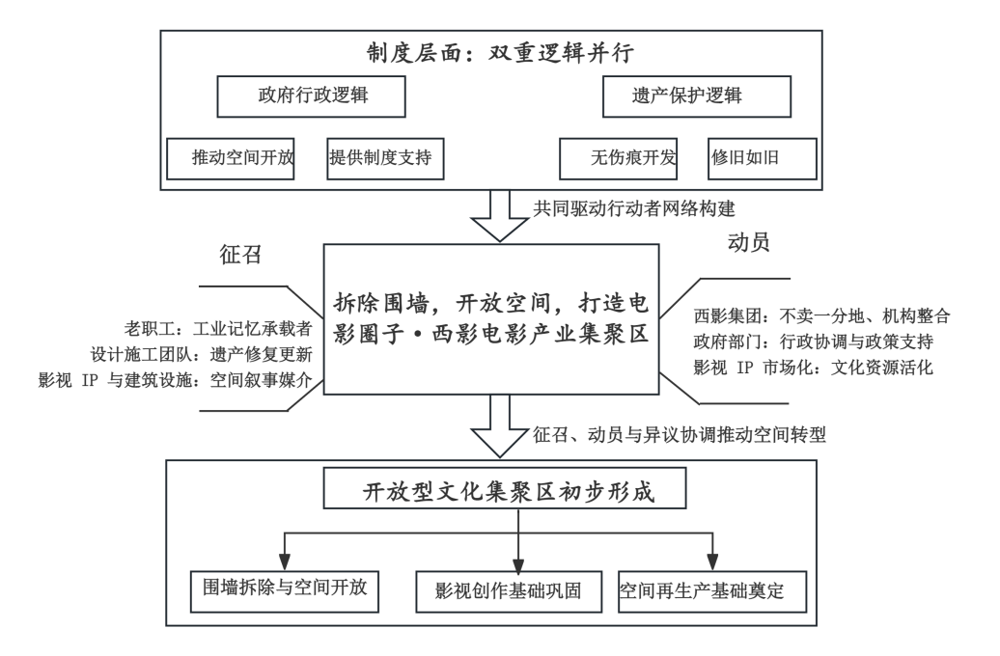 制度层面：双重逻辑并行
政府行政逻辑
遗产保护逻辑
推动空间开放
提供制度支持
无伤痕开发
修旧如旧
共同驱动行动者网络构建
征召
动员
拆除围墙，开放空间，打造电
影圈子·西影电影产业集聚区
老职工：工业记忆承载者
设计施工团队：遗产修复更新
影视 IP 与建筑设施：空间叙事媒介
西影集团：不卖一分地、机构整合
政府部门：行政协调与政策支持
影视 IP 市场化：文化资源活化
征召、动员与异议协调推动空间转型
开放型文化集聚区初步形成
围墙拆除与空间开放
影视创作基础巩固
空间再生产基础奠定